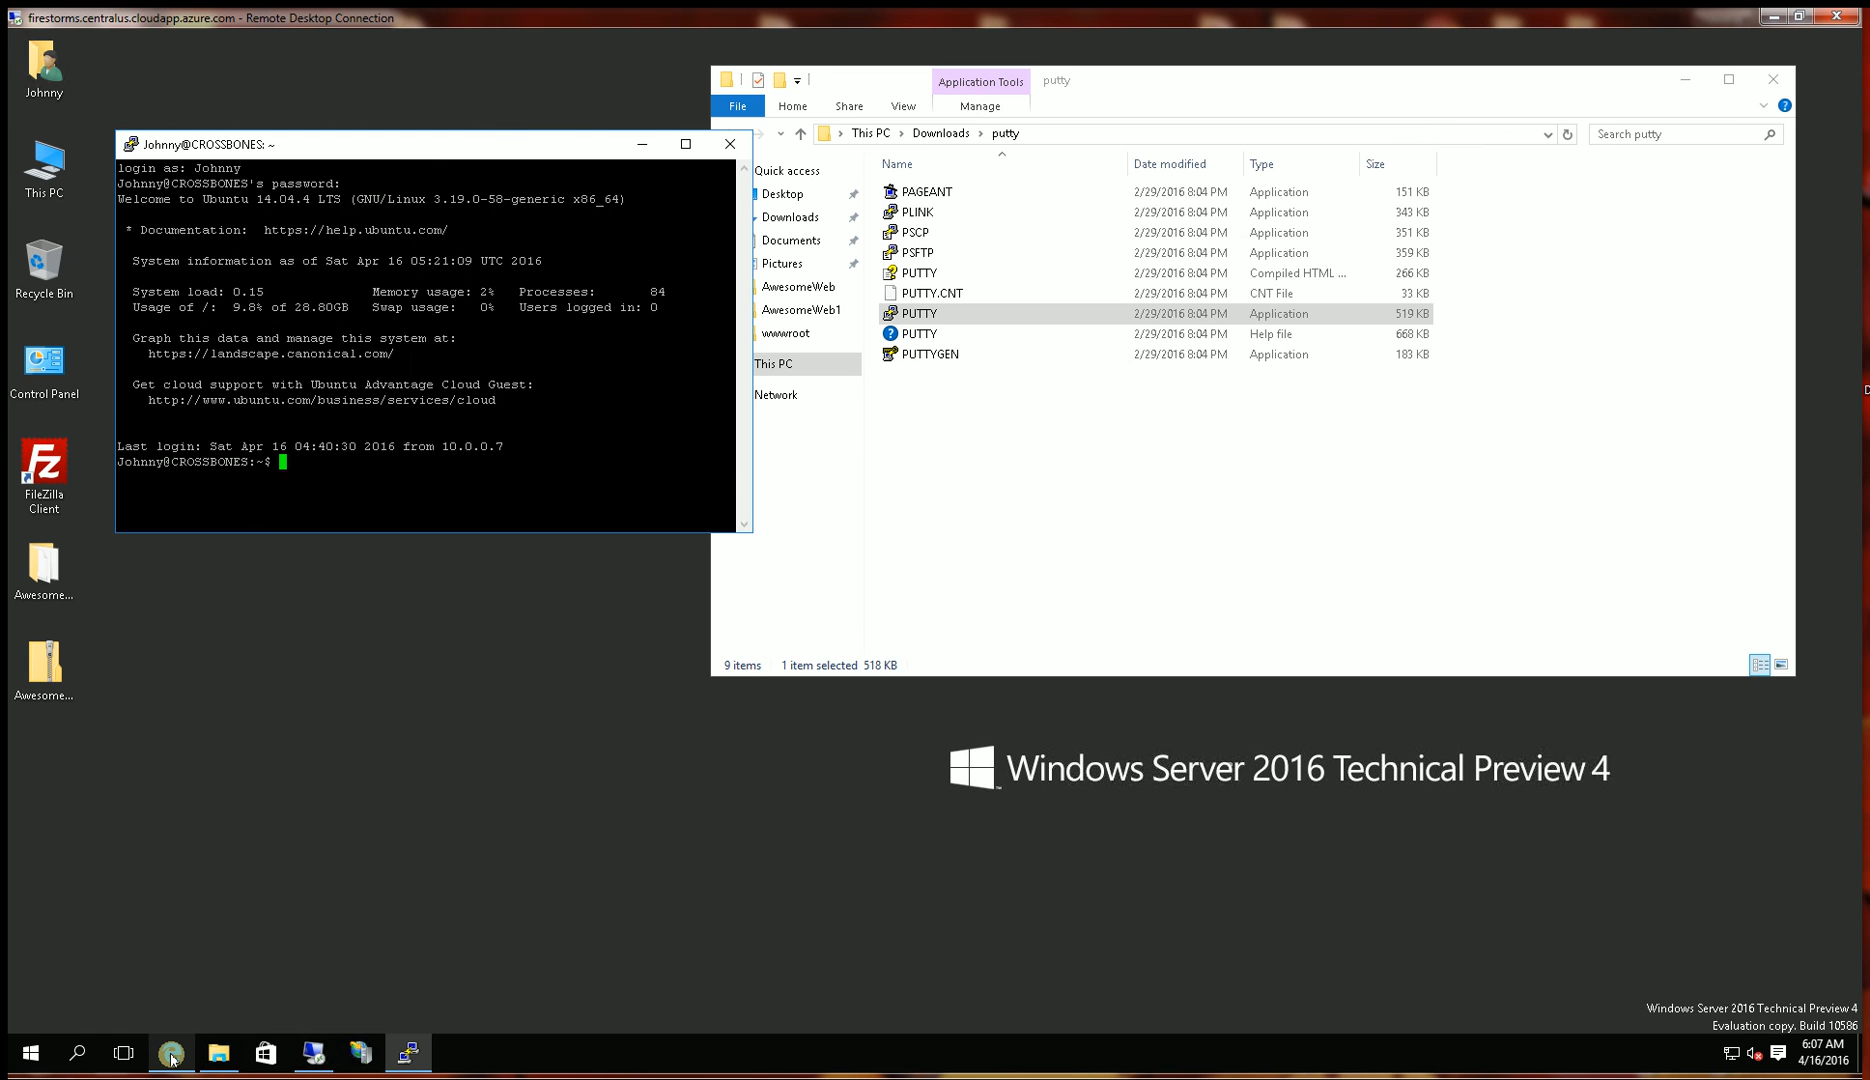 firestorms.centralus.cloudapp.azure.com - Remote Desktop Connection
Johnny
This PC
Recycle Bin
Control Panel
FileZilla
Client
Awesome...
Awesome...
Johnny@CROSSBONES: ~
login as: Johnny
Johnny@CROSSBONES's password:
Welcome to Ubuntu 14.04.4 LTS (GNU/Linux 3.19.0-58-generic x86_64)
* Documentation: https://help.ubuntu.com/
System information as of Sat Apr 16 05:21:09 UTC 2016
System load: 0.15 Memory usage: 2% Processes: 84
Usage of /: 9.8% of 28.80GB Swap usage: 0% Users logged in: 0
Graph this data and manage this system at:
https://landscape.canonical.com/
Get cloud support with Ubuntu Advantage Cloud Guest:
http://www.ubuntu.com/business/services/cloud
Last login: Sat Apr 16 04:40:30 2016 from 10.0.0.7
Johnny@CROSSBONES:~$
Application Tools putty
File Home Share View Manage
This PC > Downloads > putty
Search putty
Quick access
Desktop
Downloads
Documents
Pictures
AwesomeWeb
AwesomeWeb1
wwwroot
This PC
Network
Name Date modified Type Size
PAGEANT 2/29/2016 8:04 PM Application 151 KB
PLINK 2/29/2016 8:04 PM Application 343 KB
PSCP 2/29/2016 8:04 PM Application 351 KB
PSFTP 2/29/2016 8:04 PM Application 359 KB
PUTTY 2/29/2016 8:04 PM Compiled HTML ... 266 KB
PUTTY.CNT 2/29/2016 8:04 PM CNT File 33 KB
PUTTY 2/29/2016 8:04 PM Application 519 KB
PUTTY 2/29/2016 8:04 PM Help file 668 KB
PUTTYGEN 2/29/2016 8:04 PM Application 183 KB
9 items 1 item selected 518 KB
Windows Server 2016 Technical Preview 4
Windows Server 2016 Technical Preview 4
Evaluation copy. Build 10586
6:07 AM
4/16/2016